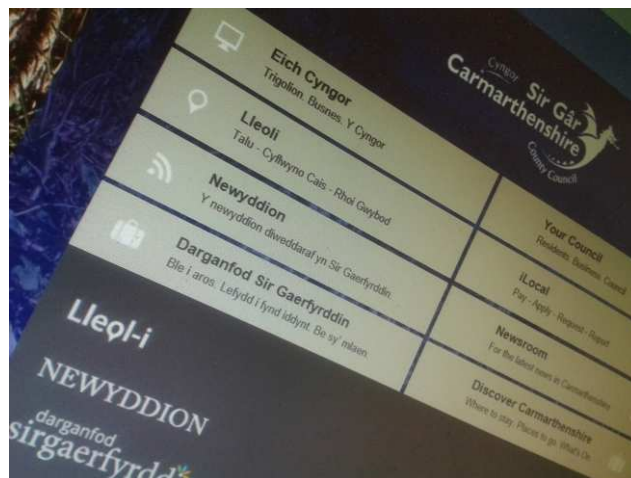 Cyngor Sir Gâr
Carmarthenshire
County Council
Eich Cyngor
Trigolion. Busnes. Y Cyngor
Lleoli
Talu - Cyflwyno Cais - Rhoi Gwybod
Newyddion
Y newyddion diweddaraf yn Sir Gaerfyrddin.
Darganfod Sir Gaerfyrddin
Ble i aros. Lefydd i fynd iddynt. Be sy' mlaen.
Your Council
Residents. Business. Council
iLocal
Pay - Apply - Request - Report
Newsroom
For the latest news in Carmarthenshire
Discover Carmarthenshire
Where to stay. Places to go. What's On.
Lleol-i
NEWYDDION
darganfod
sirgaerfyrdd